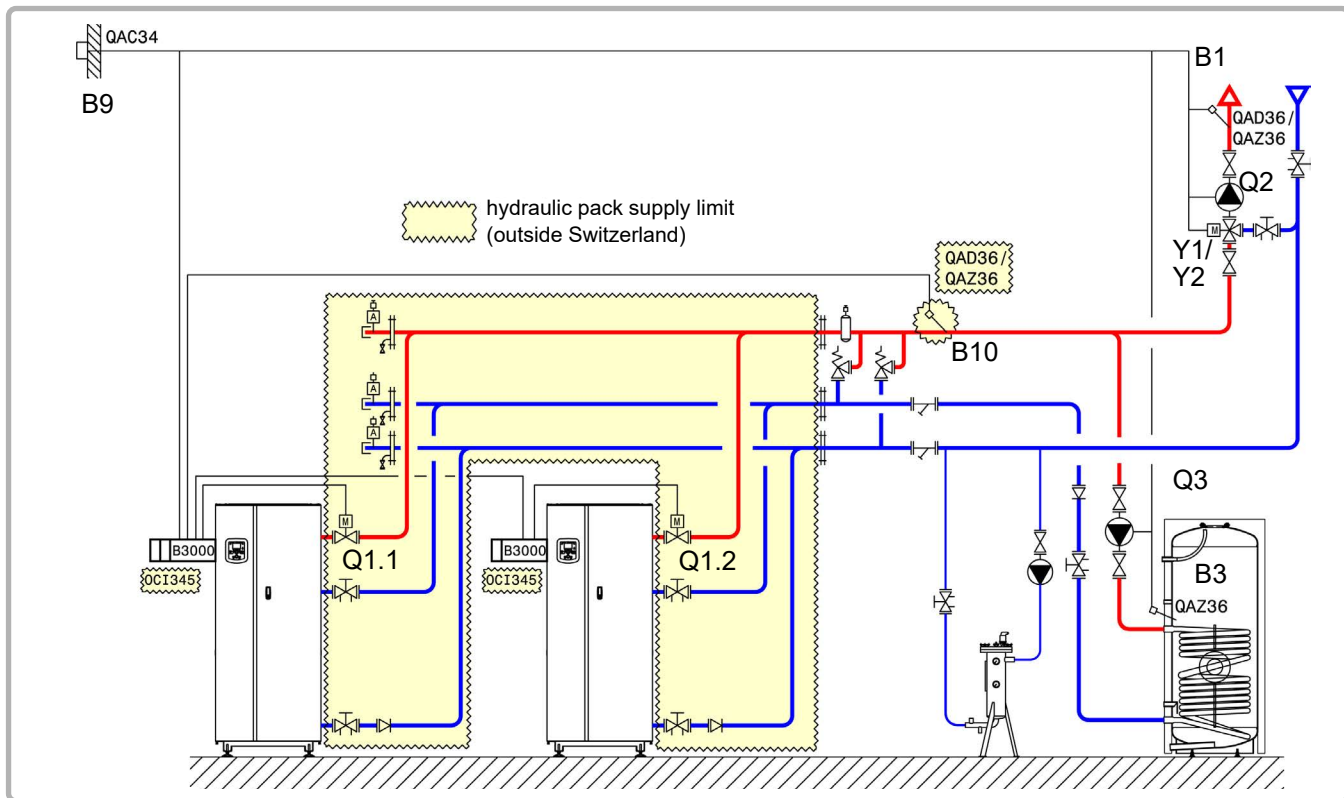 QAC34
B9
B1
QAD36 /
QAZ36
Q2
hydraulic pack supply limit
(outside Switzerland)
Y1/
Y2
QAD36 /
QAZ36
A
B10
A
A
M
M
M
Q3
B3000
Q1.1
B3000
Q1.2
OCI345
OCI345
B3
QAZ36